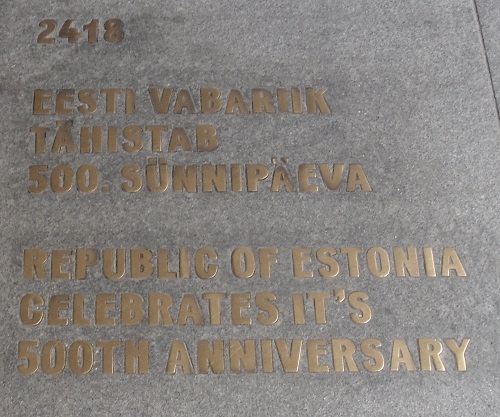 2418
EESTI VABARIIK
TÄHISTAB
500. SÜNNIPÄEVA
REPUBLIC OF ESTONIA
CELEBRATES IT'S
500TH ANNIVERSARY